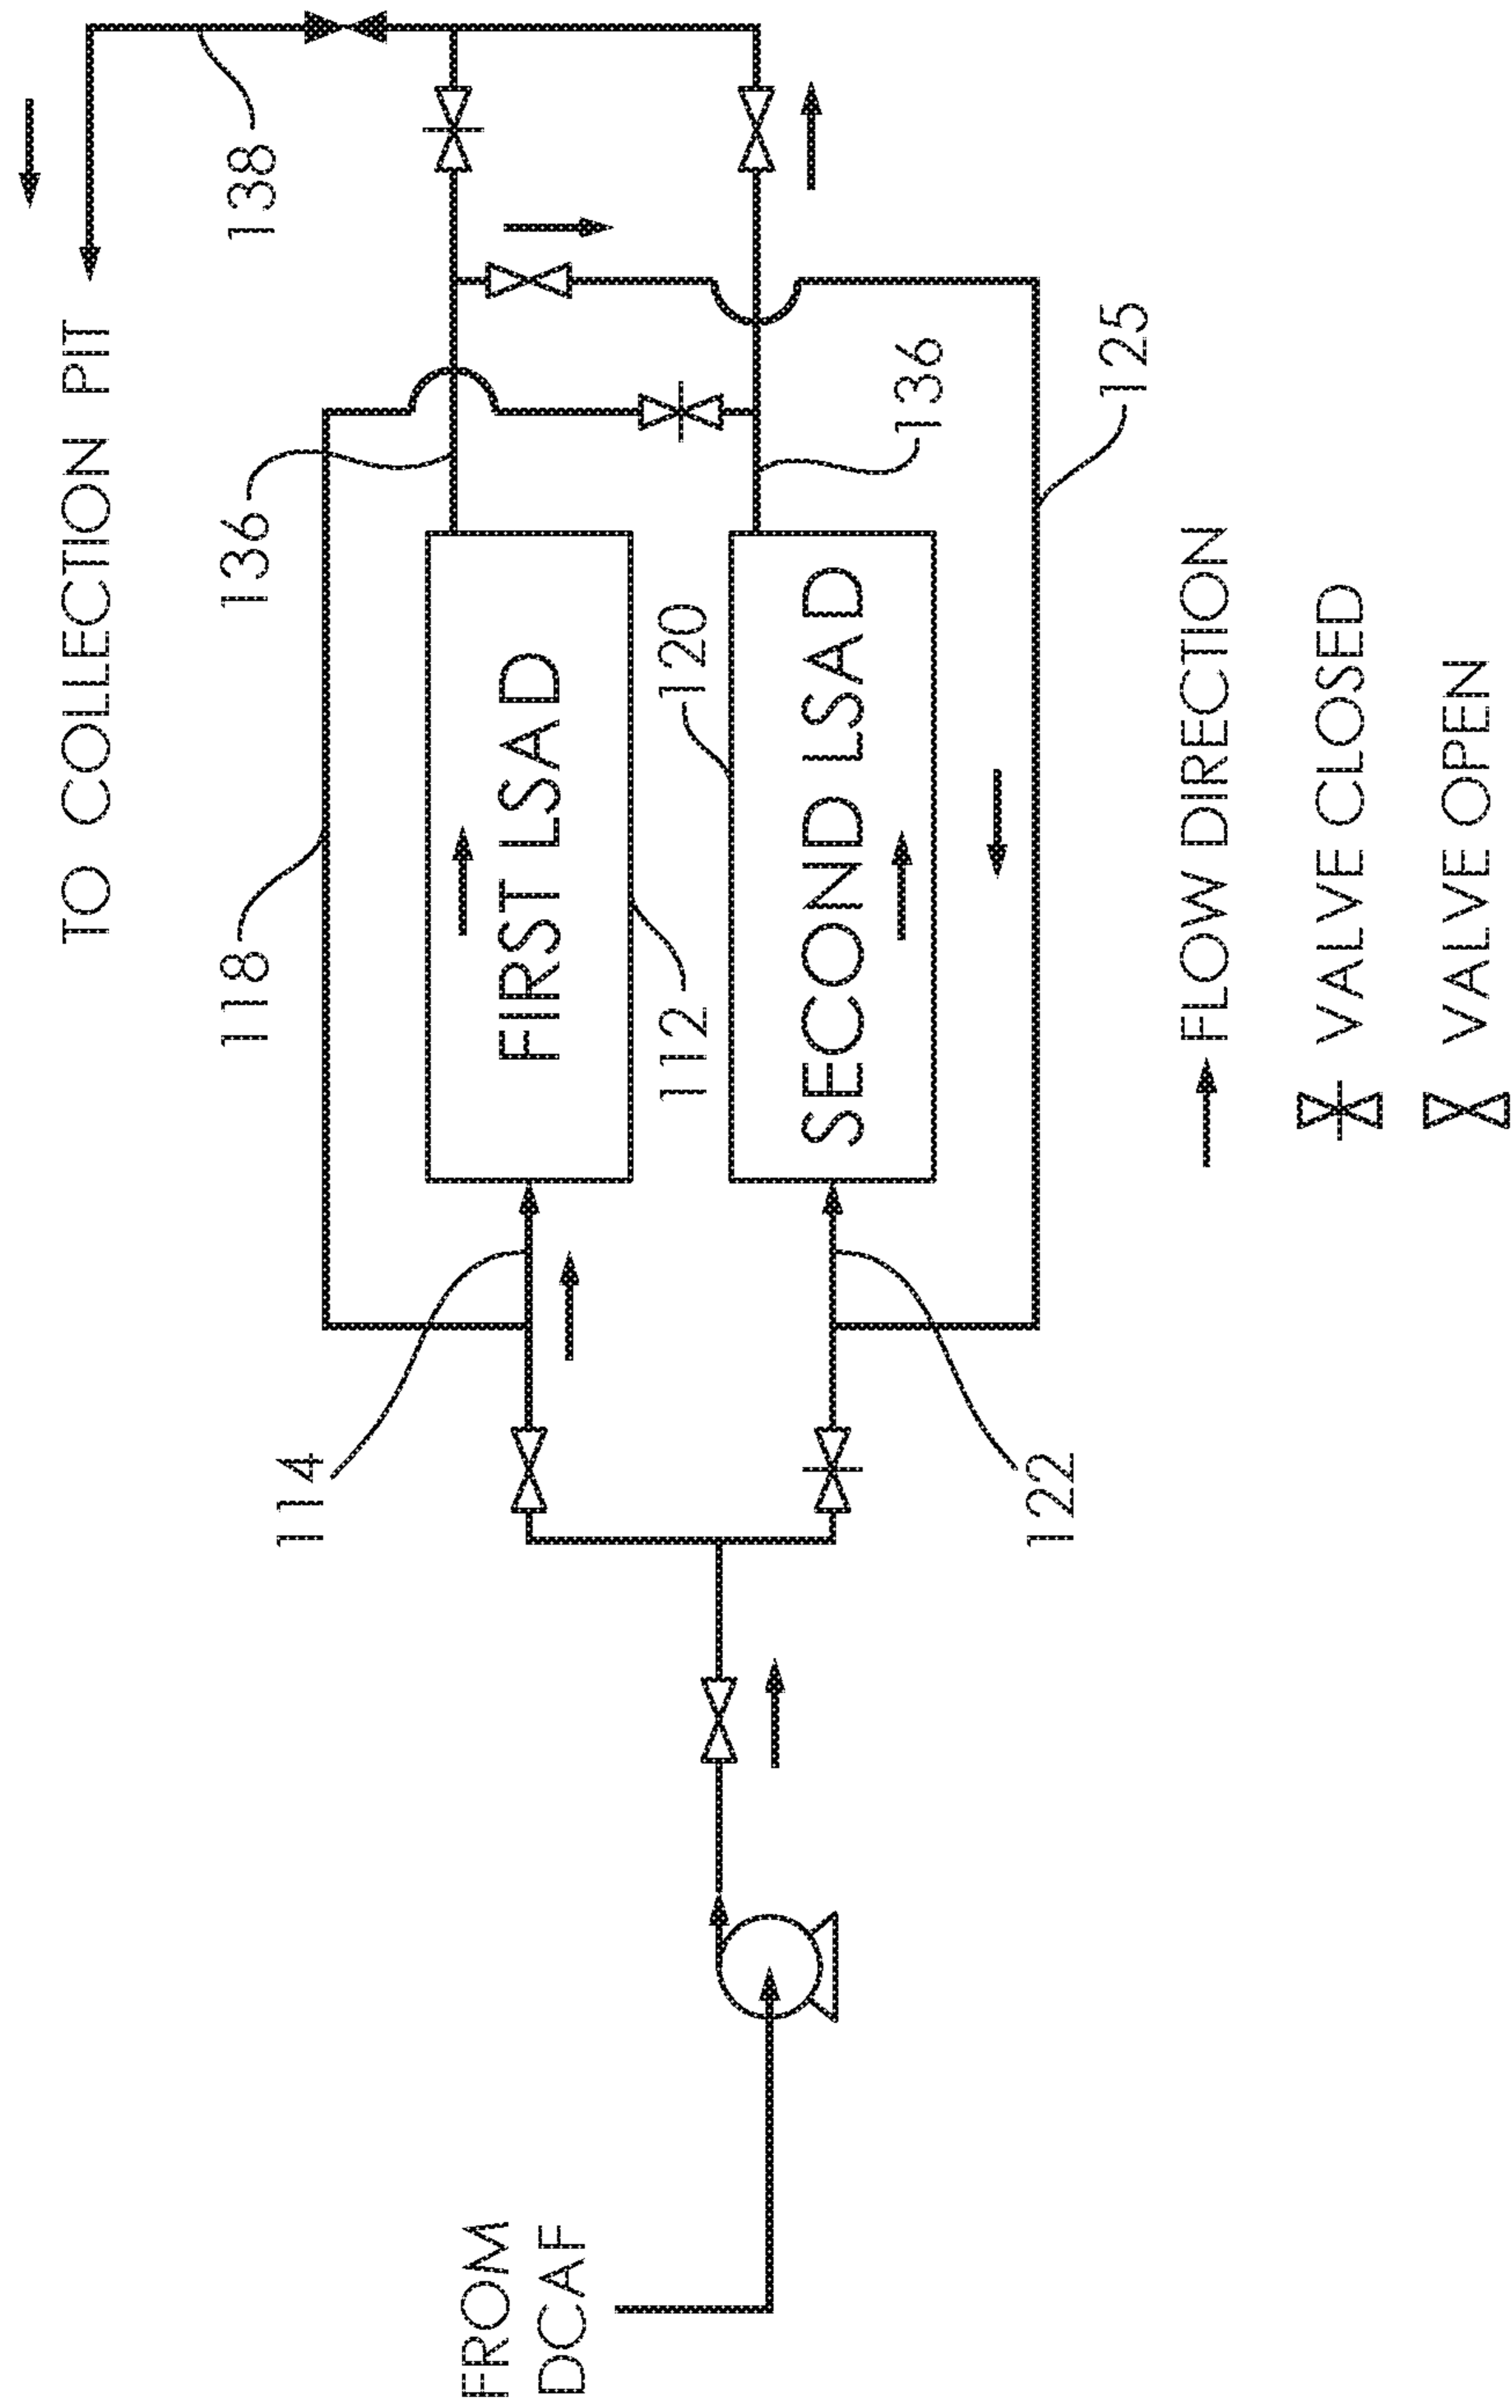 TO COLLECTION PIT
138
118
136
FIRST LSAD
112
120
136
SECOND LSAD
114
122
125
FROM
DCAF
FLOW DIRECTION
VALVE CLOSED
VALVE OPEN